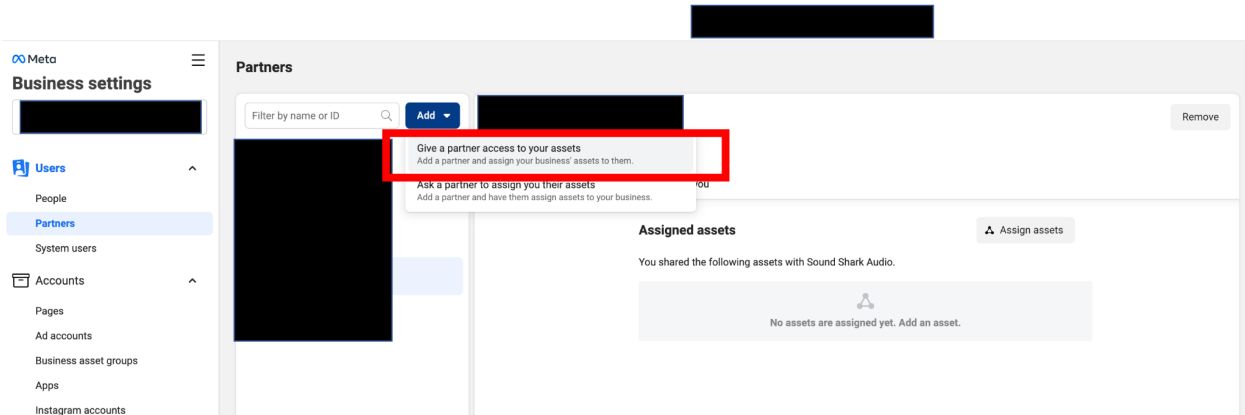 Meta
Business settings
Users
People
Partners
System users
Accounts
Pages
Ad accounts
Business asset groups
Apps
Instagram accounts
Partners
Filter by name or ID
Add
Give a partner access to your assets
Add a partner and assign your business' assets to them.
Ask a partner to assign you their assets
Add a partner and have them assign assets to your business.
you
Remove
Assigned assets
Assign assets
You shared the following assets with Sound Shark Audio.
No assets are assigned yet. Add an asset.